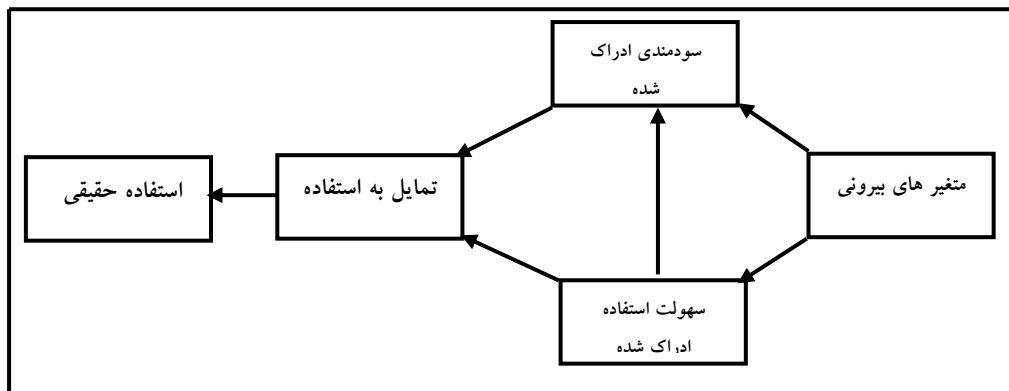 سودمندی ادراک
شده
متغیر های بیرونی
تمایل به استفاده
استفاده حقیقی
سهولت استفاده
ادراک شده